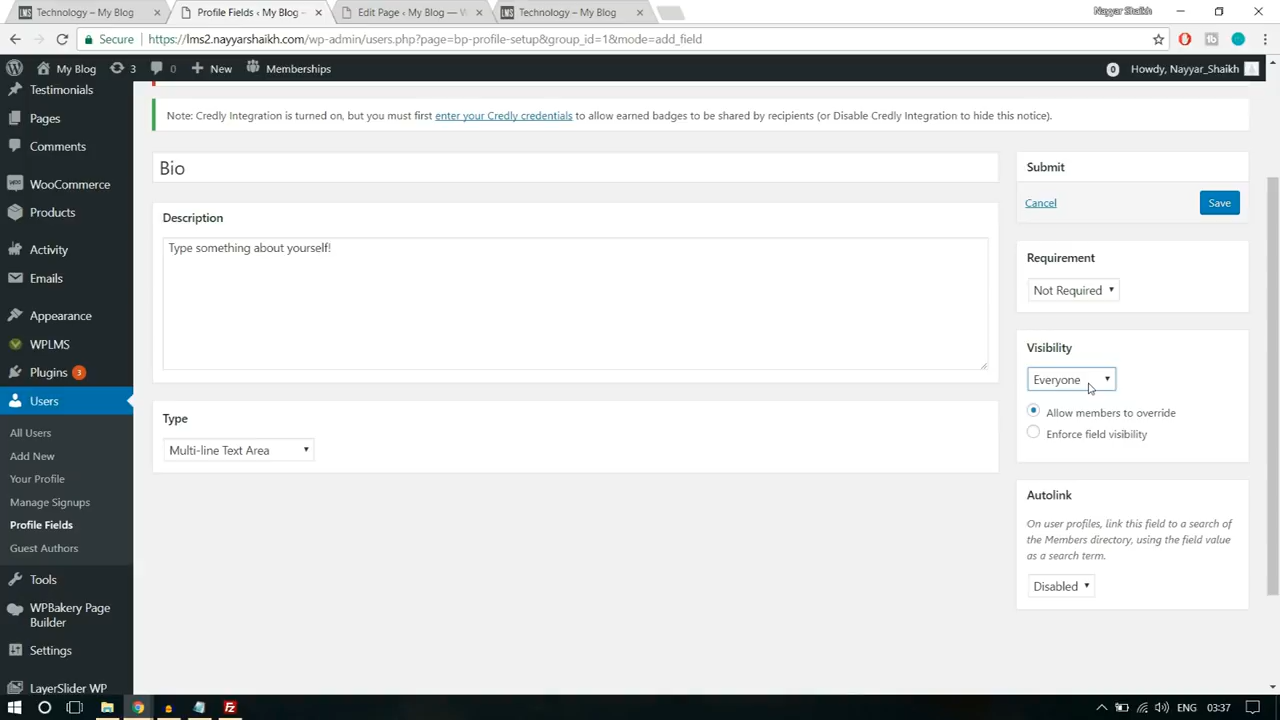 Technology – My Blog
Profile Fields ‹ My Blog –
Edit Page ‹ My Blog — W
Technology – My Blog
Nayyar Shaikh
Secure
https://lms2.nayyarshaikh.com/wp-admin/users.php?page=bp-profile-setup&group_id=1&mode=add_field
My Blog
3
0
New
Memberships
0
Howdy, Nayyar_Shaikh
Testimonials
Pages
Comments
WooCommerce
Products
Activity
Emails
Appearance
WPLMS
Plugins 3
Users
All Users
Add New
Your Profile
Manage Signups
Profile Fields
Guest Authors
Tools
WPBakery Page
Builder
Settings
LayerSlider WP
Note: Credly Integration is turned on, but you must first enter your Credly credentials to allow earned badges to be shared by recipients (or Disable Credly Integration to hide this notice).
Bio
Description
Type something about yourself!
Type
Multi-line Text Area
Submit
Cancel
Save
Requirement
Not Required
Visibility
Everyone
Allow members to override
Enforce field visibility
Autolink
On user profiles, link this field to a search of
the Members directory, using the field value
as a search term.
Disabled
ENG
03:37